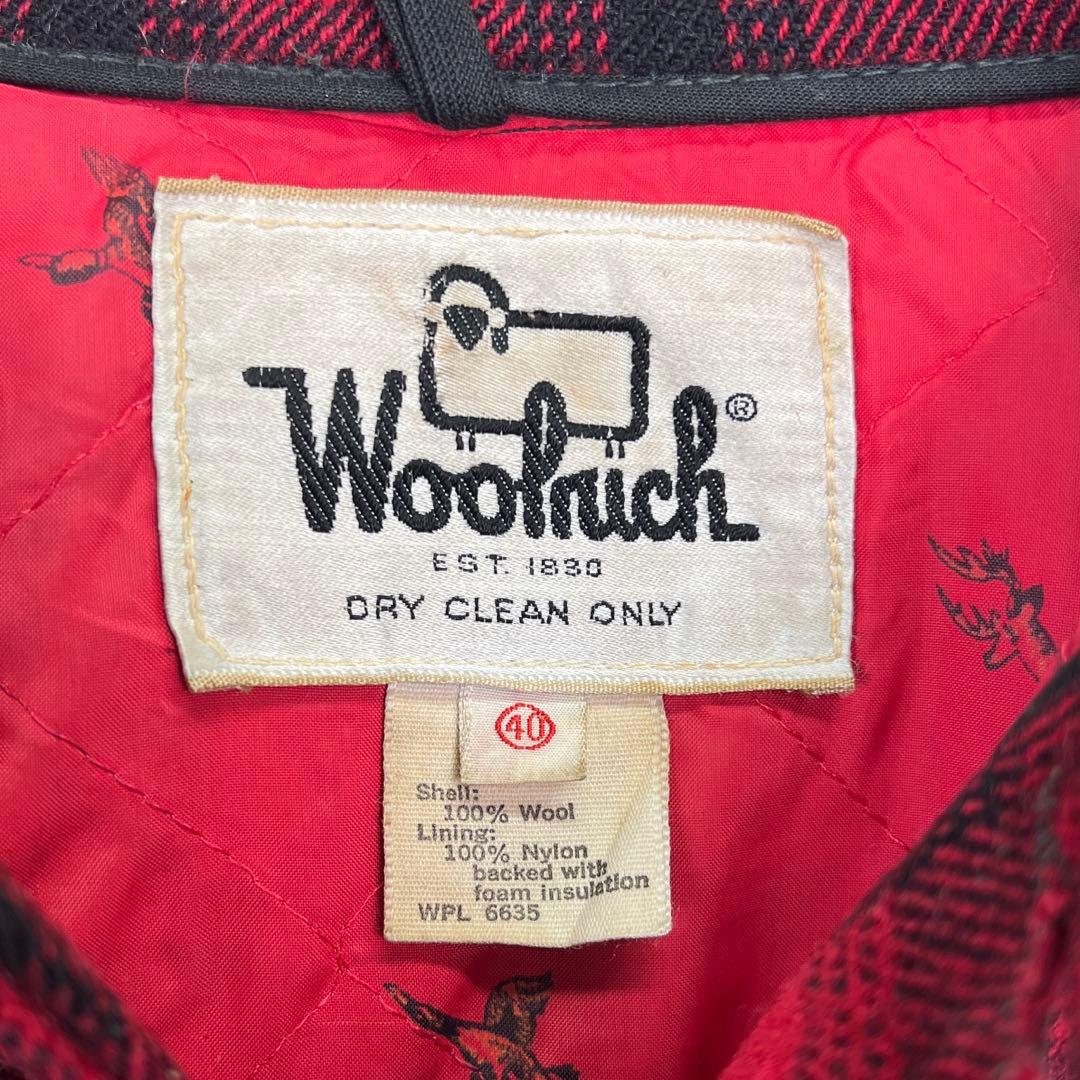 Woolrich®
EST. 1830
DRY CLEAN ONLY
40
Shell:
100% Wool
Lining:
100% Nylon
backed with
foam insulation
WPL 6635